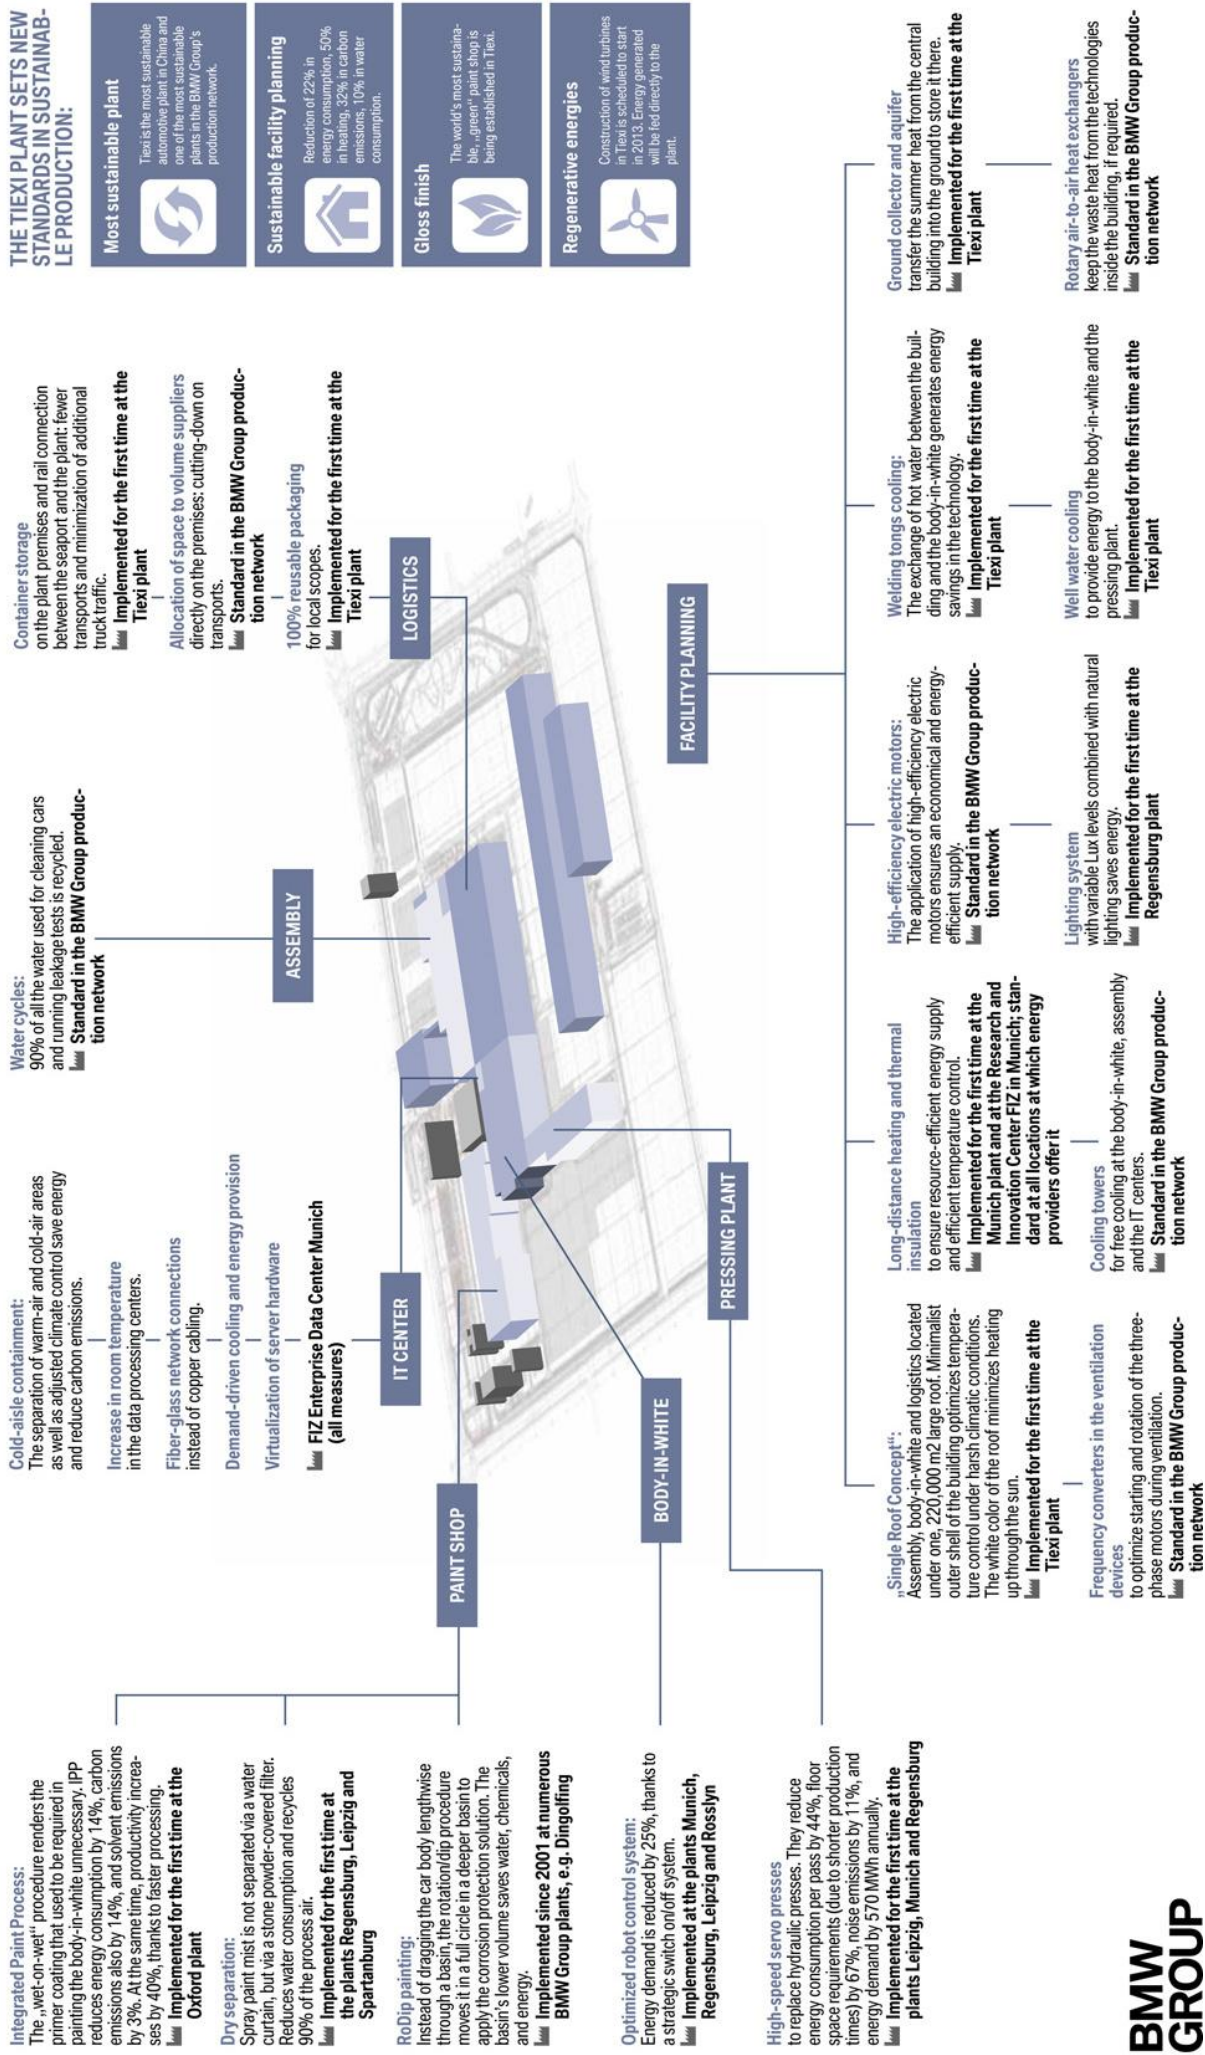 Integrated Paint Process:
The „wet-on-wet“ procedure renders the
primer coating that used to be required in
painting the body-in-white unnecessary. IPP
reduces energy consumption by 14%, carbon
emissions also by 14%, and solvent emissions
by 3%. At the same time, productivity increa-
ses by 40%, thanks to faster processing.
Implemented for the first time at the
Oxford plant
Dry separation:
Spray paint mist is not separated via a water
curtain, but via a stone powder-covered filter.
Reduces water consumption and recycles
90% of the process air.
Implemented for the first time at
the plants Regensburg, Leipzig and
Spartanburg
RoDip painting:
Instead of dragging the car body lengthwise
through a basin, the rotation/dip procedure
moves it in a full circle in a deeper basin to
apply the corrosion protection solution. The
basin's lower volume saves water, chemicals,
and energy.
Implemented since 2001 at numerous
BMW Group plants, e.g. Dingolfing
Optimized robot control system:
Energy demand is reduced by 25%, thanks to
a strategic switch on/off system.
Implemented at the plants Munich,
Regensburg, Leipzig and Rosslyn
High-speed servo presses
to replace hydraulic presses. They reduce
energy consumption per pass by 44%, floor
space requirements (due to shorter production
times) by 67%, noise emissions by 11%, and
energy demand by 570 MWh annually.
Implemented for the first time at the
plants Leipzig, Munich and Regensburg
BMW
GROUP
Cold-aisle containment:
The separation of warm-air and cold-air areas
as well as adjusted climate control save energy
and reduce carbon emissions.
Increase in room temperature
in the data processing centers.
Fiber-glass network connections
instead of copper cabling.
Demand-driven cooling and energy provision
Virtualization of server hardware
FIZ Enterprise Data Center Munich
(all measures)
IT CENTER
PAINT SHOP
BODY-IN-WHITE
PRESSING PLANT
Water cycles:
90% of all the water used for cleaning cars
and running leakage tests is recycled.
Standard in the BMW Group produc-
tion network
ASSEMBLY
Container storage
on the plant premises and rail connection
between the seaport and the plant: fewer
transports and minimization of additional
truck traffic.
Implemented for the first time at the
Tiexi plant
Allocation of space to volume suppliers
directly on the premises: cutting-down on
transports.
Standard in the BMW Group produc-
tion network
100% reusable packaging
for local scopes.
Implemented for the first time at the
Tiexi plant
LOGISTICS
FACILITY PLANNING
THE TIEXI PLANT SETS NEW
STANDARDS IN SUSTAINAB-
LE PRODUCTION:
Most sustainable plant
Tiexi is the most sustainable
automotive plant in China and
one of the most sustainable
plants in the BMW Group's
production network.
Sustainable facility planning
Reduction of 22% in
energy consumption, 50%
in heating, 32% in carbon
emissions, 10% in water
consumption.
Gloss finish
The world's most sustaina-
ble, „green“ paint shop is
being established in Tiexi.
Regenerative energies
Construction of wind turbines
in Tiexi is scheduled to start
in 2013. Energy generated
will be fed directly to the
plant.
„Single Roof Concept“:
Assembly, body-in-white and logistics located
under one, 220,000 m2 large roof. Minimalist
outer shell of the building optimizes tempera-
ture control under harsh climatic conditions.
The white color of the roof minimizes heating
up through the sun.
Implemented for the first time at the
Tiexi plant
Frequency converters in the ventilation
devices
to optimize starting and rotation of the three-
phase motors during ventilation.
Standard in the BMW Group produc-
tion network
Long-distance heating and thermal
insulation
to ensure resource-efficient energy supply
and efficient temperature control.
Implemented for the first time at the
Munich plant and at the Research and
Innovation Center FIZ in Munich; stan-
dard at all locations at which energy
providers offer it
Cooling towers
for free cooling at the body-in-white, assembly
and the IT centers.
Standard in the BMW Group produc-
tion network
High-efficiency electric motors:
The application of high-efficiency electric
motors ensures an economical and energy-
efficient supply.
Standard in the BMW Group produc-
tion network
Lighting system
with variable Lux levels combined with natural
lighting saves energy.
Implemented for the first time at the
Regensburg plant
Welding tongs cooling:
The exchange of hot water between the buil-
ding and the body-in-white generates energy
savings in the technology.
Implemented for the first time at the
Tiexi plant
Well water cooling
to provide energy to the body-in-white and the
pressing plant.
Implemented for the first time at the
Tiexi plant
Ground collector and aquifer
transfer the summer heat from the central
building into the ground to store it there.
Implemented for the first time at the
Tiexi plant
Rotary air-to-air heat exchangers
keep the waste heat from the technologies
inside the building, if required.
Standard in the BMW Group produc-
tion network